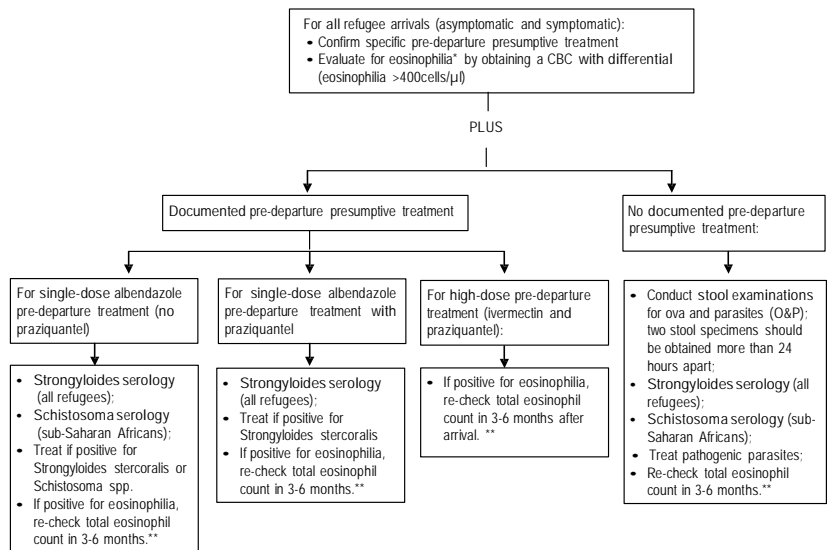 For all refugee arrivals (asymptomatic and symptomatic):
• Confirm specific pre-departure presumptive treatment
• Evaluate for eosinophilia* by obtaining a CBC with differential
(eosinophilia >400cells/µl)
PLUS
Documented pre-departure presumptive treatment
No documented pre-departure
presumptive treatment:
For single-dose albendazole
pre-departure treatment (no
praziquantel)
For single-dose albendazole
pre-departure treatment with
praziquantel
For high-dose pre-departure
treatment (ivermectin and
praziquantel):
• Strongyloides serology
(all refugees);
• Schistosoma serology
(sub-Saharan Africans);
• Treat if positive for
Strongyloides stercoralis or
Schistosoma spp.
• If positive for eosinophilia,
re-check total eosinophil
count in 3-6 months.**
• Strongyloides serology
(all refugees);
• Treat if positive for
Strongyloides stercoralis
• If positive for eosinophilia,
re-check total eosinophil
count in 3-6 months.**
• If positive for eosinophilia,
re-check total eosinophil
count in 3-6 months after
arrival. **
• Conduct stool examinations
for ova and parasites (O&P);
two stool specimens should
be obtained more than 24
hours apart;
• Strongyloides serology (all
refugees);
• Schistosoma serology (sub-
Saharan Africans);
• Treat pathogenic parasites;
• Re-check total eosinophil
count in 3-6 months.**